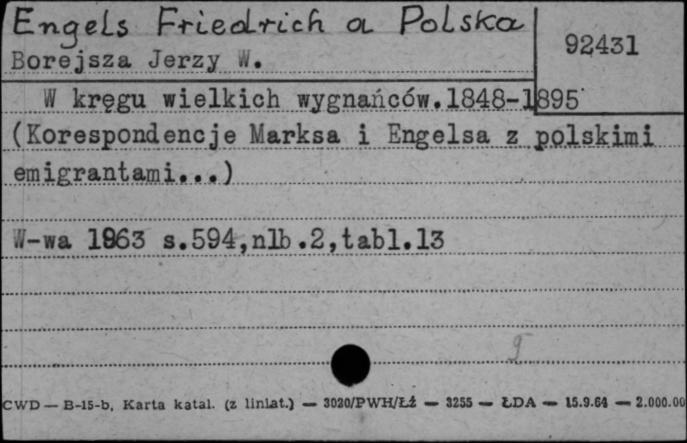 Engels Friedrich a Polska
92431
Borejsza Jerzy W.
W kręgu wielkich wygnańców.1848-1895
(Korespondencje Marksa i Engelsa z polskimi
emigrantami...)
W-wa 1963 s.594,nlb.2,tabl.13
CWD — B-15-b, Karta katal. (z liniat.) — 3020/PWH/ŁŹ — 3255 — ŁDA — 15.9.64 — 2.000.00